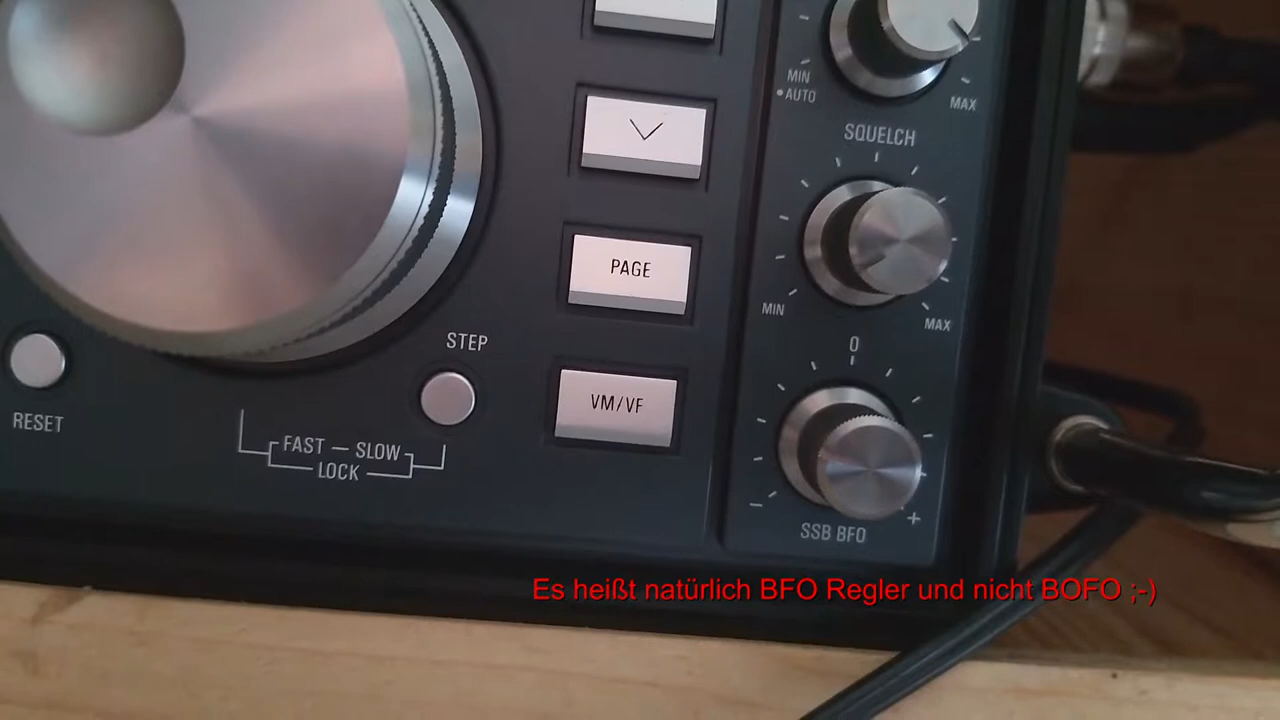 MIN
• AUTO
MAX
SQUELCH
PAGE
MIN
MAX
STEP
0
RESET
VM/VF
FAST — SLOW
LOCK
— +
SSB BFO
Es heißt natürlich BFO Regler und nicht BOFO ;-)